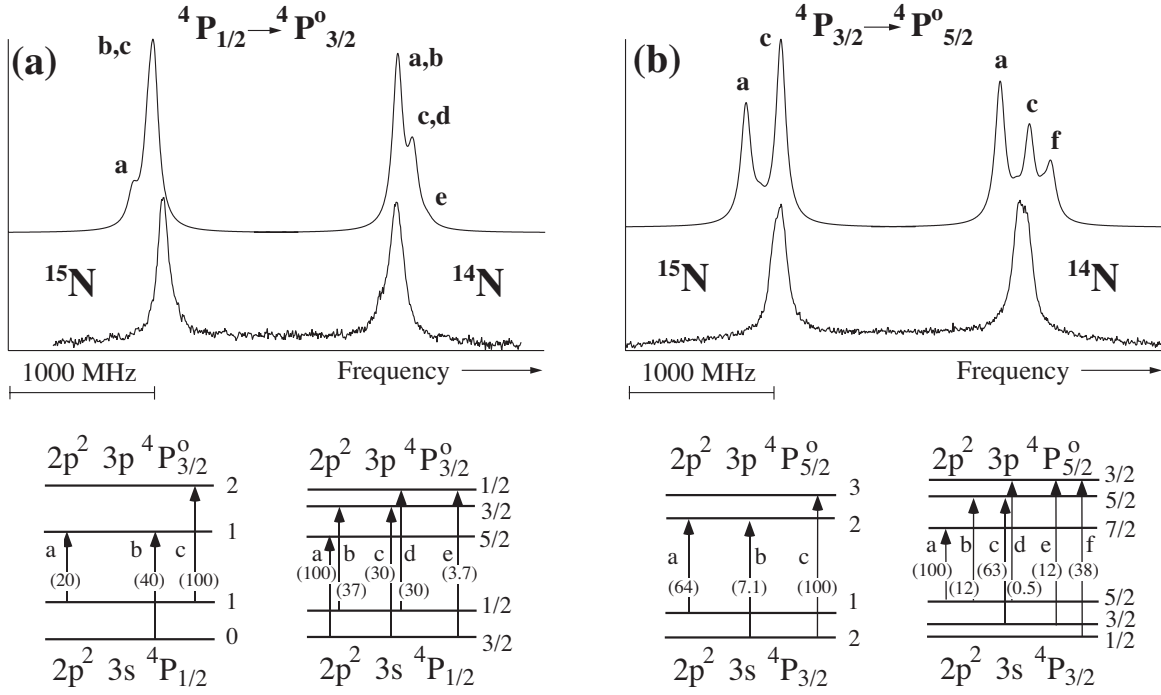 (a)
⁴P₁/₂ → ⁴Pᵒ₃/₂
b,c
a
a,b
c,d
e
¹⁵N
¹⁴N
1000 MHz
Frequency
(b)
⁴P₃/₂ → ⁴Pᵒ₅/₂
a
c
a
c
f
¹⁵N
¹⁴N
1000 MHz
Frequency
2p² 3p ⁴Pᵒ₃/₂
2
1
a b c
(20) (40) (100)
1
0
2p² 3s ⁴P₁/₂
2p² 3p ⁴Pᵒ₃/₂
1/2
3/2
5/2
a b c d e
(100) (30) (3.7)
(37) (30)
1/2
3/2
2p² 3s ⁴P₁/₂
2p² 3p ⁴Pᵒ₅/₂
3
2
a b c
(64) (7.1) (100)
1
2
2p² 3s ⁴P₃/₂
2p² 3p ⁴Pᵒ₅/₂
3/2
5/2
7/2
a b c d e f
(100) (63) (12) (38)
(12) (0.5)
5/2
3/2
1/2
2p² 3s ⁴P₃/₂